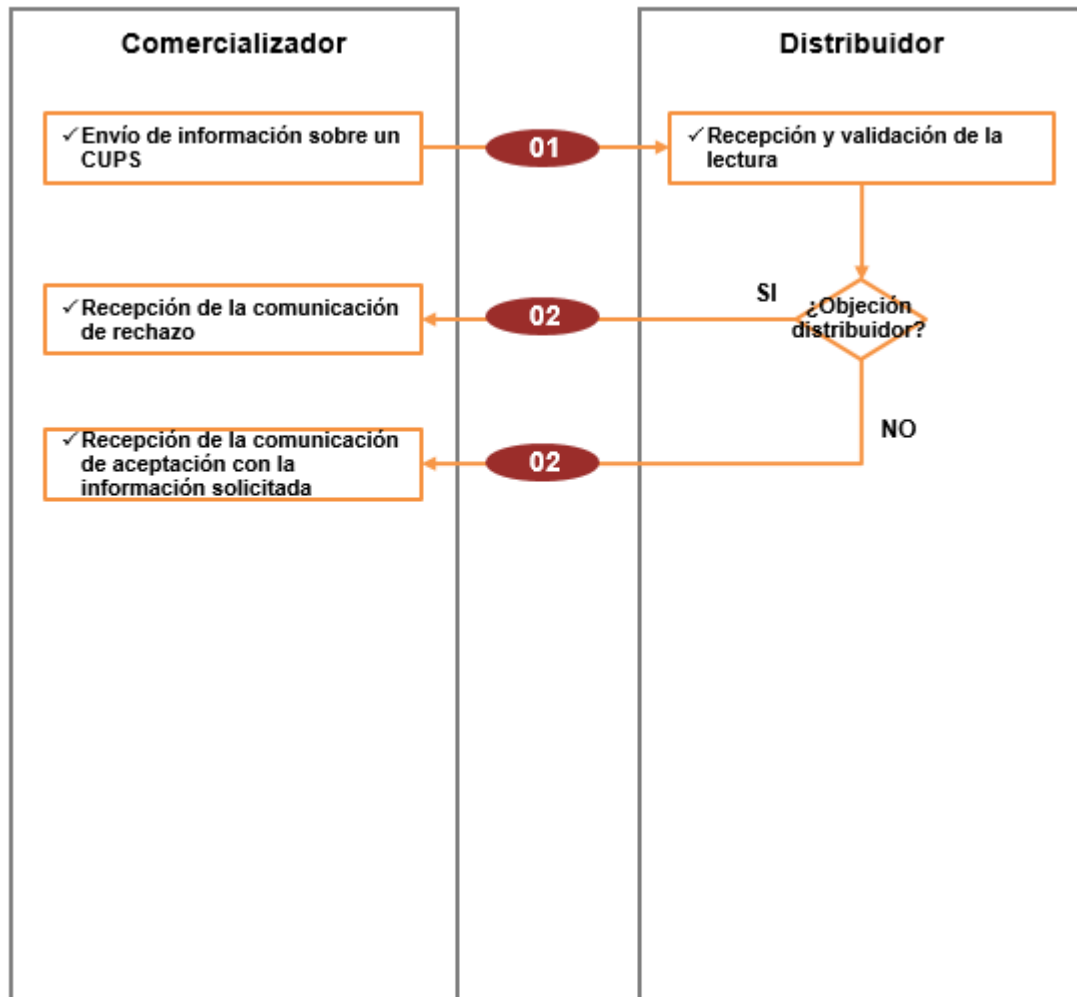 Comercializador
Distribuidor
✓ Envío de información sobre un
CUPS
01
✓ Recepción y validación de la
lectura
✓ Recepción de la comunicación
de rechazo
02
SI
¿Objeción
distribuidor?
✓ Recepción de la comunicación
de aceptación con la
información solicitada
02
NO